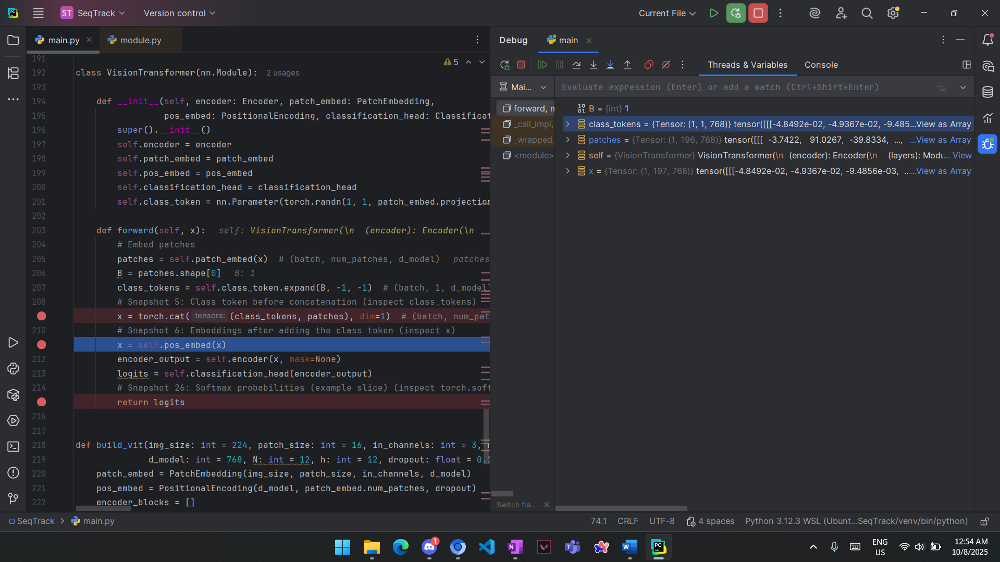 ST SeqTrack Version control Current File
main.py module.py
Debug main
Threads & Variables Console
5
191
192 class VisionTransformer(nn.Module): 2 usages
193
194 def __init__(self, encoder: Encoder, patch_embed: PatchEmbedding,
195 pos_embed: PositionalEncoding, classification_head: Classificat
196 super().__init__()
197 self.encoder = encoder
198 self.patch_embed = patch_embed
199 self.pos_embed = pos_embed
200 self.classification_head = classification_head
201 self.class_token = nn.Parameter(torch.randn(1, 1, patch_embed.projection
202
203 def forward(self, x): self: VisionTransformer(\n (encoder): Encoder(\n
204 # Embed patches
205 patches = self.patch_embed(x) # (batch, num_patches, d_model) patches
206 B = patches.shape[0] B: 1
207 class_tokens = self.class_token.expand(B, -1, -1) # (batch, 1, d_model)
208 # Snapshot 5: Class token before concatenation (inspect class_tokens)
x = torch.cat( tensors: (class_tokens, patches), dim=1) # (batch, num_pat
210 # Snapshot 6: Embeddings after adding the class token (inspect x)
x = self.pos_embed(x)
212 encoder_output = self.encoder(x, mask=None)
213 logits = self.classification_head(encoder_output)
214 # Snapshot 26: Softmax probabilities (example slice) (inspect torch.soft
return logits
216
217
218 def build_vit(img_size: int = 224, patch_size: int = 16, in_channels: int = 3,
219 d_model: int = 768, N: int = 12, h: int = 12, dropout: float = 0.1
220 patch_embed = PatchEmbedding(img_size, patch_size, in_channels, d_model)
221 pos_embed = PositionalEncoding(d_model, patch_embed.num_patches, dropout)
222 encoder_blocks = []
Mai... Evaluate expression (Enter) or add a watch (Ctrl+Shift+Enter)
forward, m
_call_impl,
_wrapped_
<module>
B = {int} 1
class_tokens = {Tensor: (1, 1, 768)} tensor([[[-4.8492e-02, -4.9367e-02, -9.485...View as Array
patches = {Tensor: (1, 196, 768)} tensor([[[ -3.7422, 91.0267, -39.8334, ..., -...View as Array
self = {VisionTransformer} VisionTransformer(\n (encoder): Encoder(\n (layers): Modu... View
x = {Tensor: (1, 197, 768)} tensor([[[-4.8492e-02, -4.9367e-02, -9.4856e-03, .....View as Array
Switch fra...
SeqTrack main.py 74:1 CRLF UTF-8 4 spaces Python 3.12.3 WSL (Ubunt...SeqTrack/venv/bin/python)
1
ENG
US
12:54 AM
10/8/2025